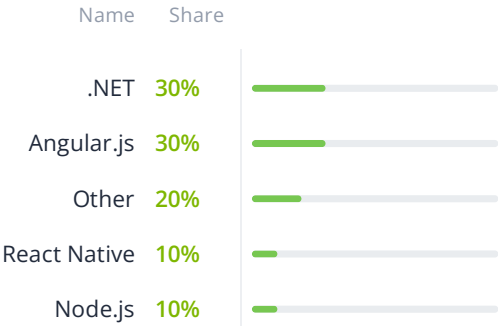 Name Share
.NET 30%
Angular.js 30%
Other 20%
React Native 10%
Node.js 10%